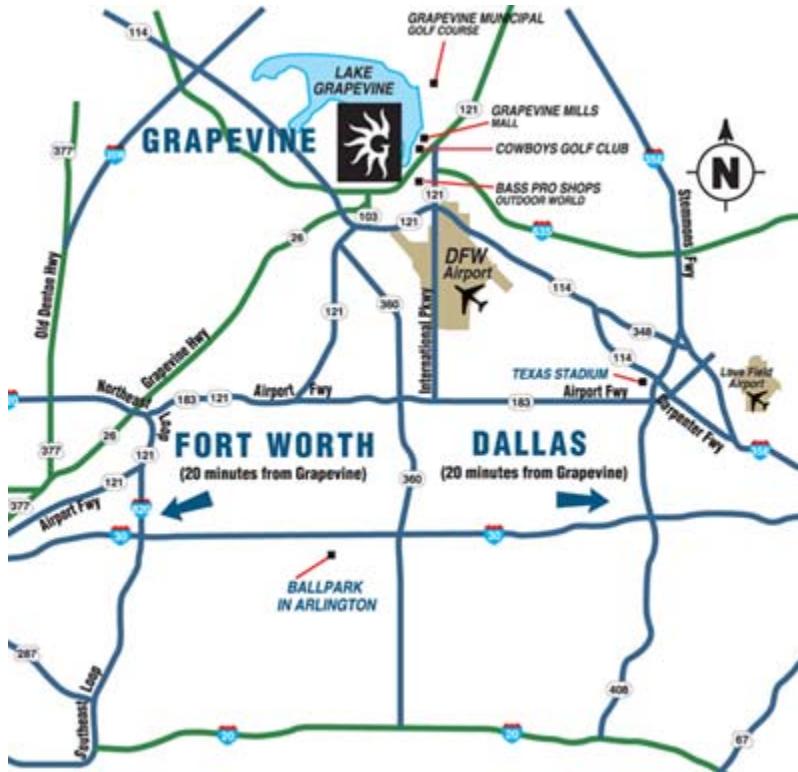 114
GRAPEVINE MUNICIPAL
GOLF COURSE
LAKE
GRAPEVINE
121
GRAPEVINE MILLS
MALL
GRAPEVINE
COWBOYS GOLF CLUB
377
35E
N
BASS PRO SHOPS
OUTDOOR WORLD
121
Stemmons Fwy
103
121
26
635
DFW
Airport
Old Denton Hwy
114
360
121
International Pkwy
348
Grapevine Hwy
114
TEXAS STADIUM
Love Field
Airport
Northeast
Loop
183
121
Airport
Fwy
183
Airport Fwy
Carpenter Fwy
26
377
FORT WORTH
(20 minutes from Grapevine)
DALLAS
(20 minutes from Grapevine)
121
35E
121
360
377
Airport Fwy
820
30
30
BALLPARK
IN ARLINGTON
287
Southeast Loop
408
20
20
67